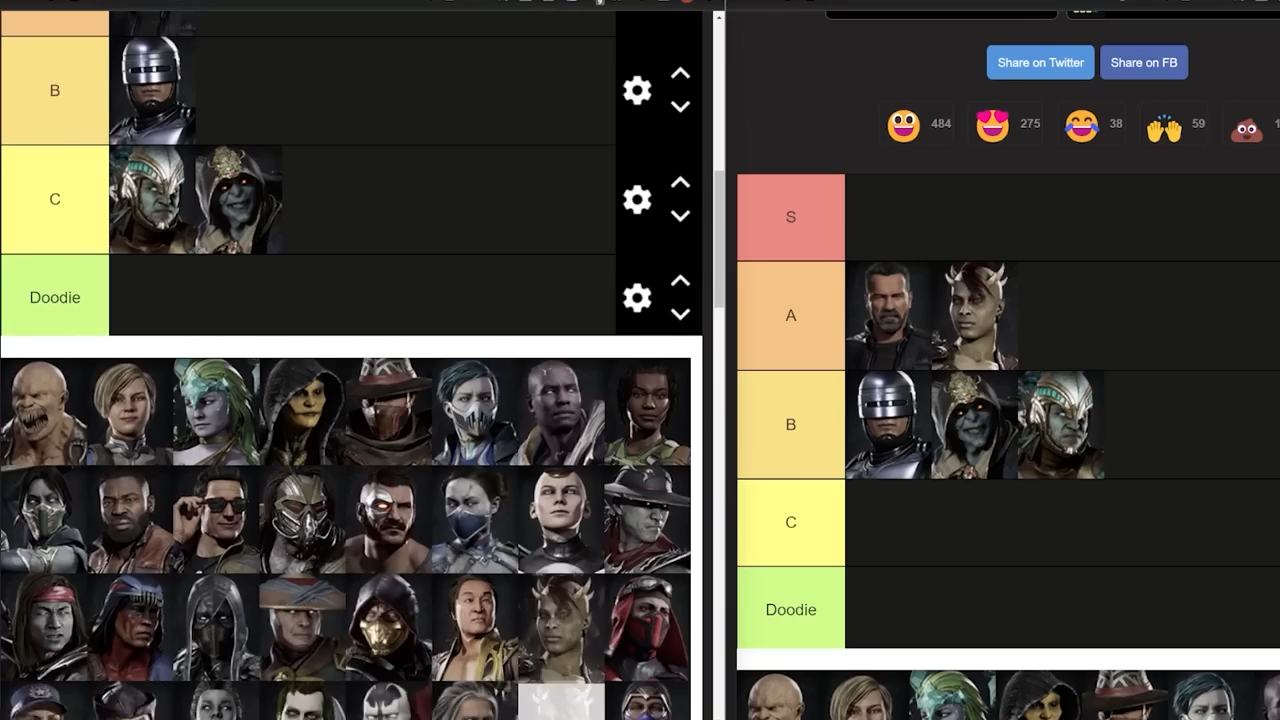 B
C
Doodie
Share on Twitter
Share on FB
484
275
38
59
S
A
B
C
Doodie